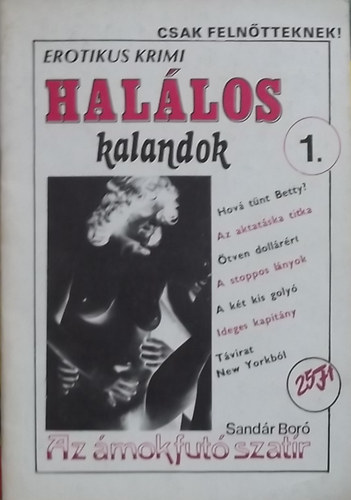 CSAK FELNŐTTEKNEK!
EROTIKUS KRIMI
HALÁLOS
kalandok
1.
Hová tűnt Betty?
Az aktatáska titka
Ötven dollárért
A stoppos lányok
A két kis golyó
Ideges kapitány
Távirat
New Yorkból
25Ft
Sandár Boró
Az ámokfutó szatír